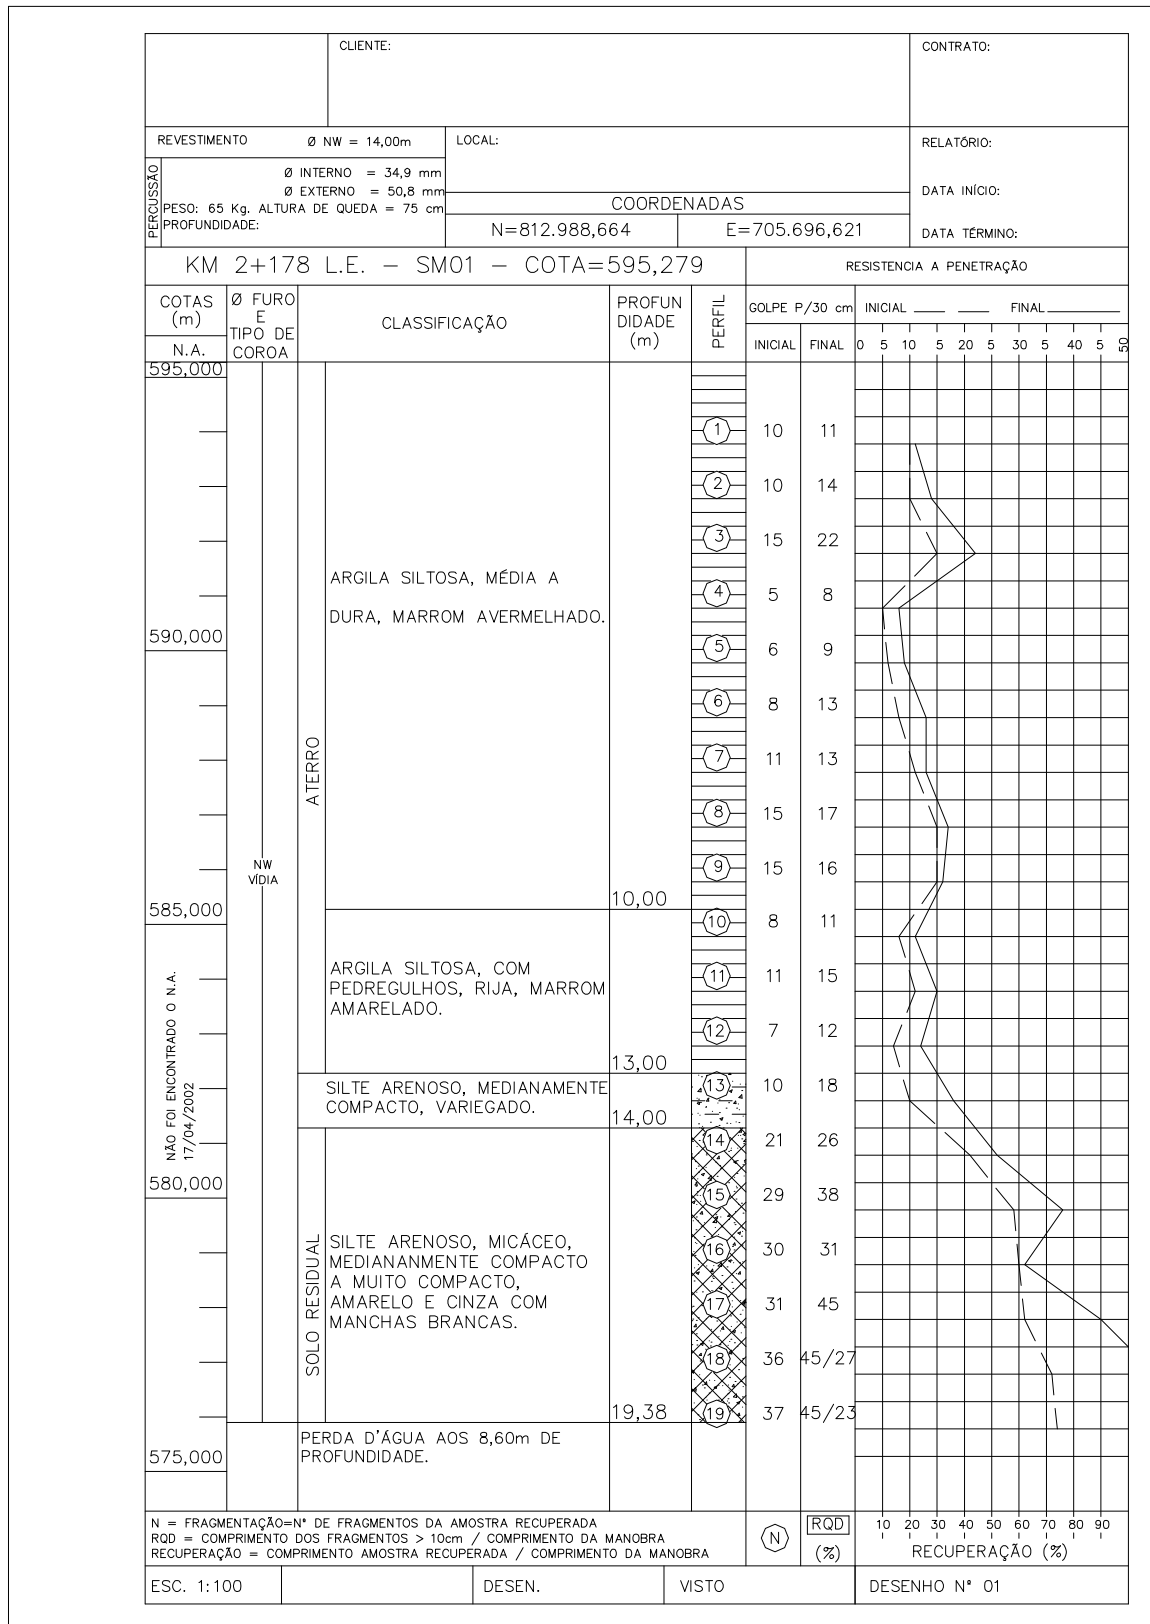 CLIENTE:
CONTRATO:
REVESTIMENTO Ø NW = 14,00m
LOCAL:
RELATÓRIO:
PERCUSSÃO
Ø INTERNO = 34,9 mm
Ø EXTERNO = 50,8 mm
PESO: 65 Kg. ALTURA DE QUEDA = 75 cm
PROFUNDIDADE:
DATA INÍCIO:
COORDENADAS
N=812.988,664 E=705.696,621
DATA TÉRMINO:
KM 2+178 L.E. - SM01 - COTA=595,279
RESISTENCIA A PENETRAÇÃO
COTAS
(m)
N.A.
Ø FURO
E
TIPO DE
COROA
CLASSIFICAÇÃO
PROFUN
DIDADE
(m)
PERFIL
GOLPE P/30 cm
INICIAL FINAL
INICIAL FINAL
0 5 10 5 20 5 30 5 40 5 50
595,000
1 10 11
2 10 14
3 15 22
ARGILA SILTOSA, MÉDIA A
DURA, MARROM AVERMELHADO.
4 5 8
590,000
5 6 9
6 8 13
ATERRO
7 11 13
8 15 17
NW
VÍDIA
9 15 16
10,00
585,000
10 8 11
ARGILA SILTOSA, COM
PEDREGULHOS, RIJA, MARROM
AMARELADO.
11 11 15
12 7 12
13,00
NÃO FOI ENCONTRADO O N.A.
17/04/2002
SILTE ARENOSO, MEDIANAMENTE
COMPACTO, VARIEGADO.
13 10 18
14,00
14 21 26
580,000
15 29 38
SOLO RESIDUAL
SILTE ARENOSO, MICÁCEO,
MEDIANANMENTE COMPACTO
A MUITO COMPACTO,
AMARELO E CINZA COM
MANCHAS BRANCAS.
16 30 31
17 31 45
18 36 45/27
19,38
19 37 45/23
PERDA D'ÁGUA AOS 8,60m DE
PROFUNDIDADE.
575,000
N = FRAGMENTAÇÃO=Nº DE FRAGMENTOS DA AMOSTRA RECUPERADA
RQD = COMPRIMENTO DOS FRAGMENTOS > 10cm / COMPRIMENTO DA MANOBRA
RECUPERAÇÃO = COMPRIMENTO AMOSTRA RECUPERADA / COMPRIMENTO DA MANOBRA
N
RQD
(%)
10 20 30 40 50 60 70 80 90
RECUPERAÇÃO (%)
ESC. 1:100
DESEN.
VISTO
DESENHO Nº 01